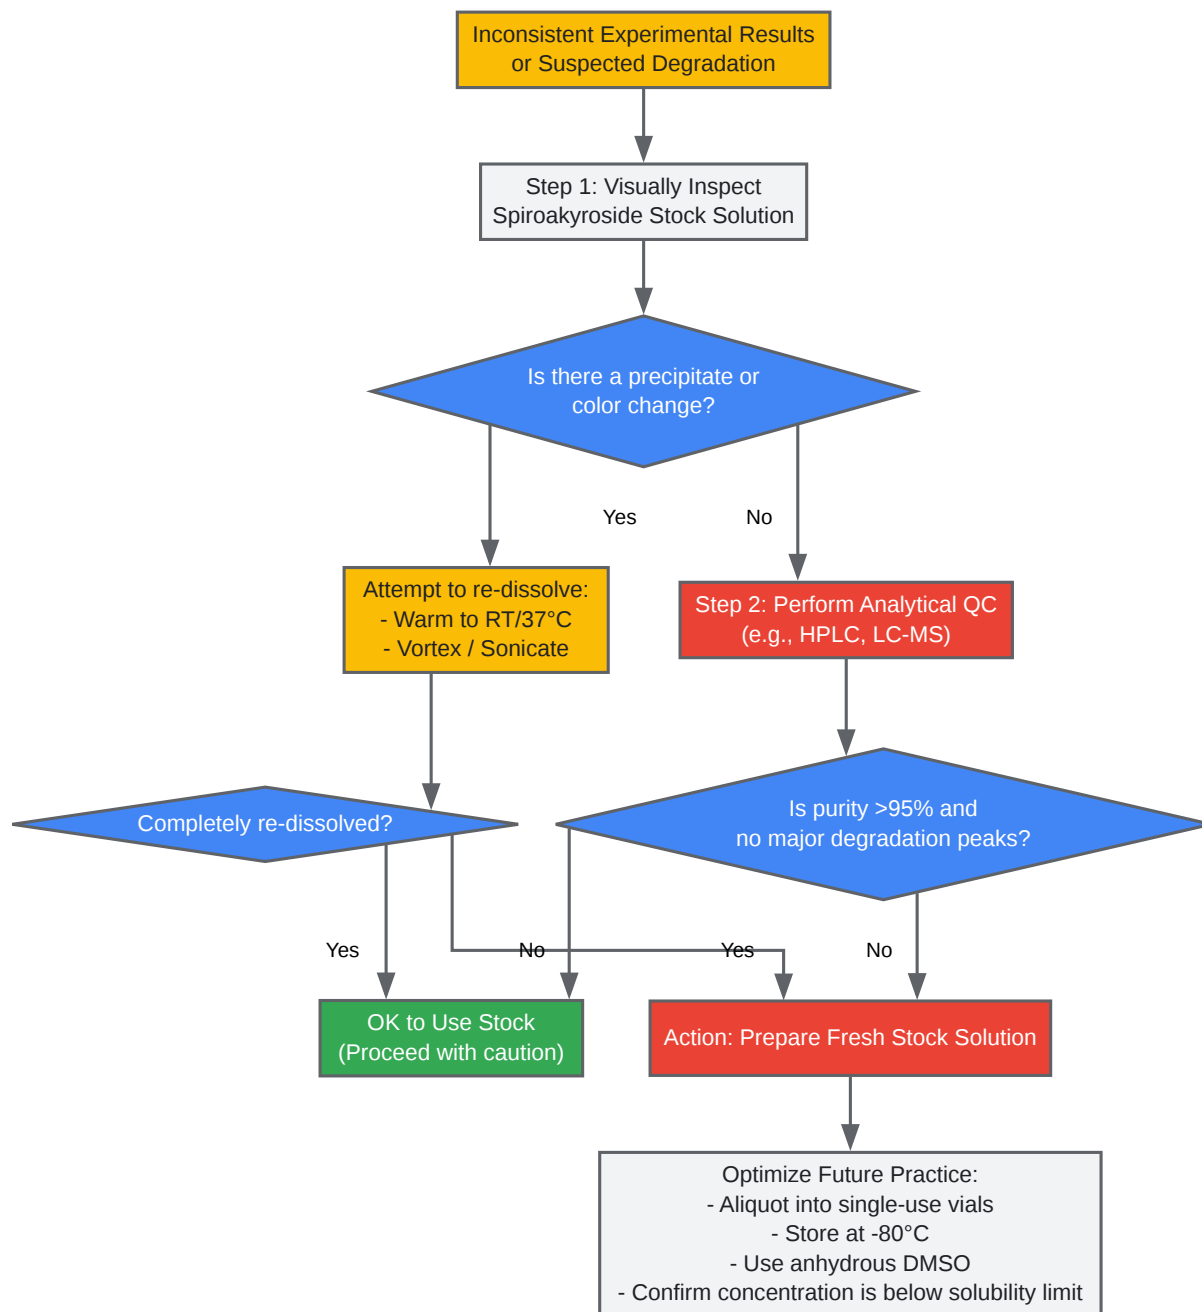 Inconsistent Experimental Results
or Suspected Degradation
Step 1: Visually Inspect
Spiroakyroside Stock Solution
Is there a precipitate or
color change?
Yes
No
Attempt to re-dissolve:
- Warm to RT/37°C
- Vortex / Sonicate
Step 2: Perform Analytical QC
(e.g., HPLC, LC-MS)
Completely re-dissolved?
Is purity >95% and
no major degradation peaks?
Yes
No
Yes
No
OK to Use Stock
(Proceed with caution)
Action: Prepare Fresh Stock Solution
Optimize Future Practice:
- Aliquot into single-use vials
- Store at -80°C
- Use anhydrous DMSO
- Confirm concentration is below solubility limit